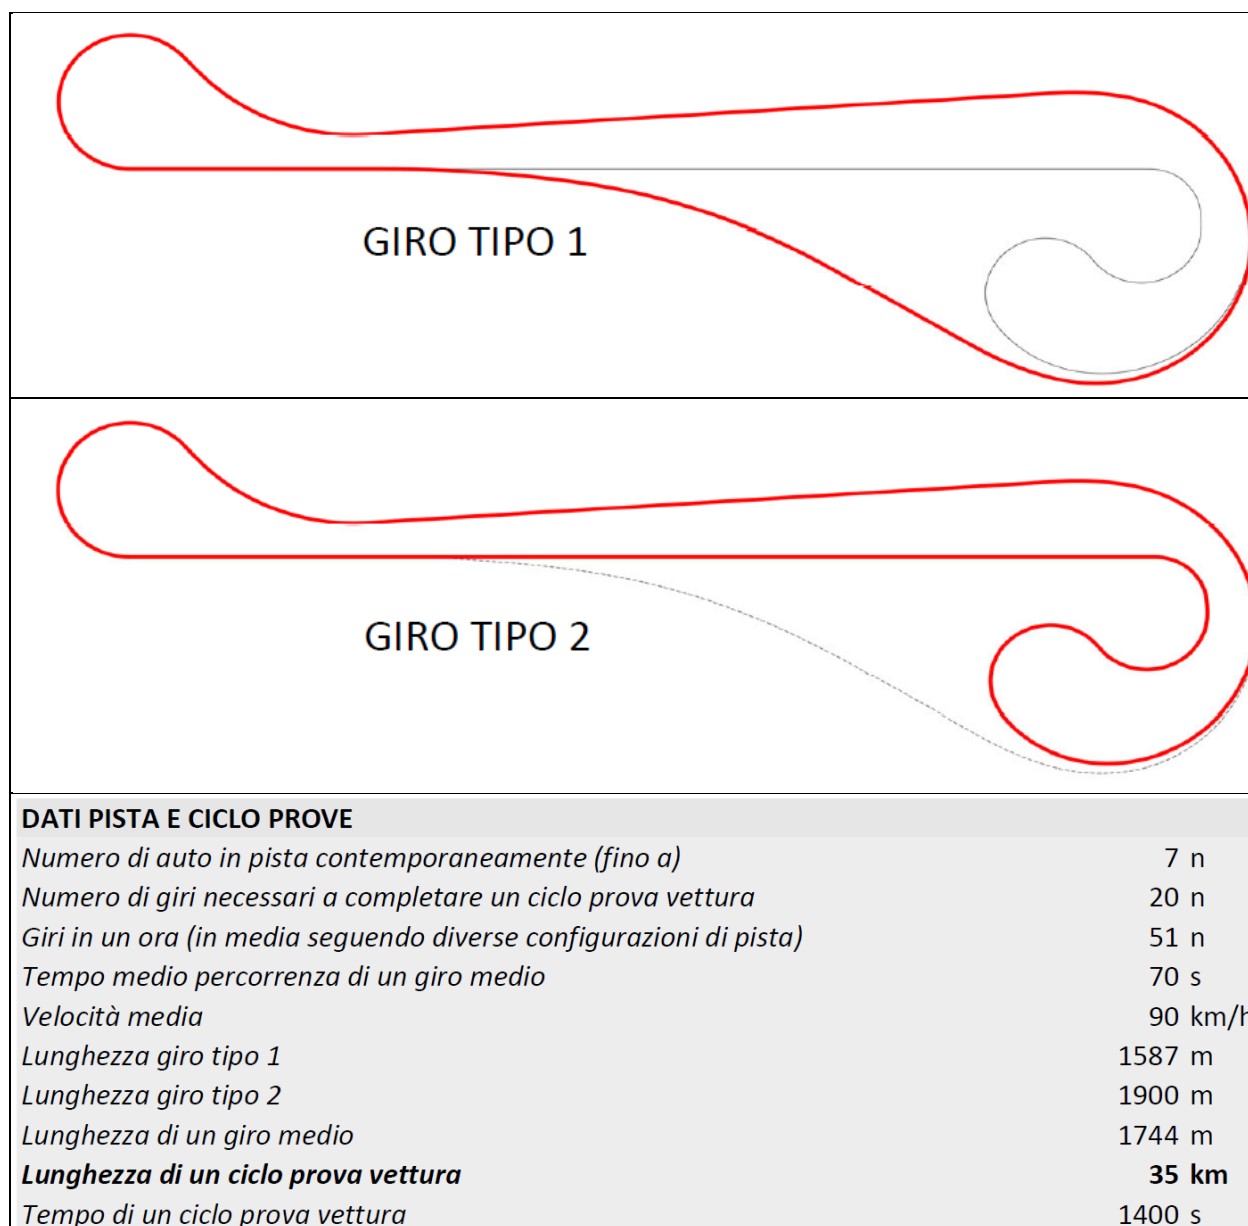 GIRO TIPO 1
GIRO TIPO 2
DATI PISTA E CICLO PROVE
Numero di auto in pista contemporaneamente (fino a) 7 n
Numero di giri necessari a completare un ciclo prova vettura 20 n
Giri in un ora (in media seguendo diverse configurazioni di pista) 51 n
Tempo medio percorrenza di un giro medio 70 s
Velocità media 90 km/h
Lunghezza giro tipo 1 1587 m
Lunghezza giro tipo 2 1900 m
Lunghezza di un giro medio 1744 m
Lunghezza di un ciclo prova vettura 35 km
Tempo di un ciclo prova vettura 1400 s